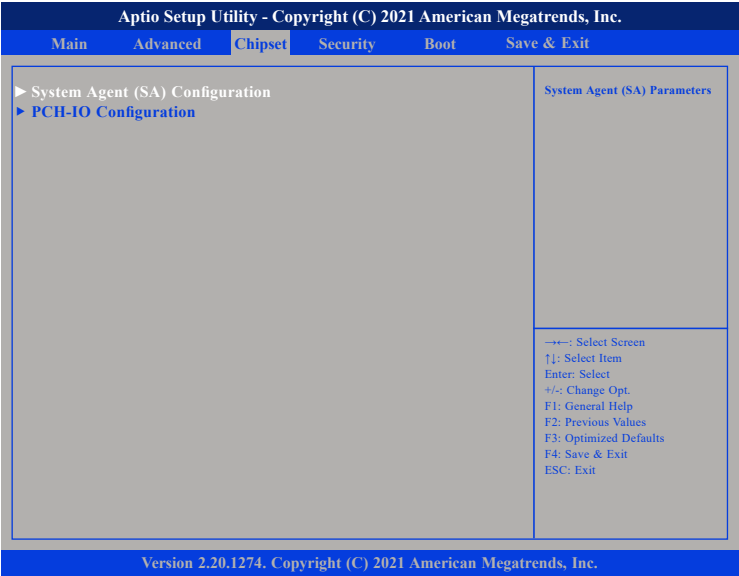 Aptio Setup Utility - Copyright (C) 2021 American Megatrends, Inc.
Main Advanced Chipset Security Boot Save & Exit
► System Agent (SA) Configuration
► PCH-IO Configuration
System Agent (SA) Parameters
→←: Select Screen
↑↓: Select Item
Enter: Select
+/-: Change Opt.
F1: General Help
F2: Previous Values
F3: Optimized Defaults
F4: Save & Exit
ESC: Exit
Version 2.20.1274. Copyright (C) 2021 American Megatrends, Inc.